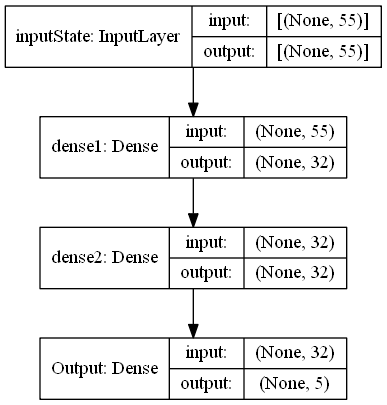 inputState: InputLayer
input: [(None, 55)]
output: [(None, 55)]
dense1: Dense
input: (None, 55)
output: (None, 32)
dense2: Dense
input: (None, 32)
output: (None, 32)
Output: Dense
input: (None, 32)
output: (None, 5)